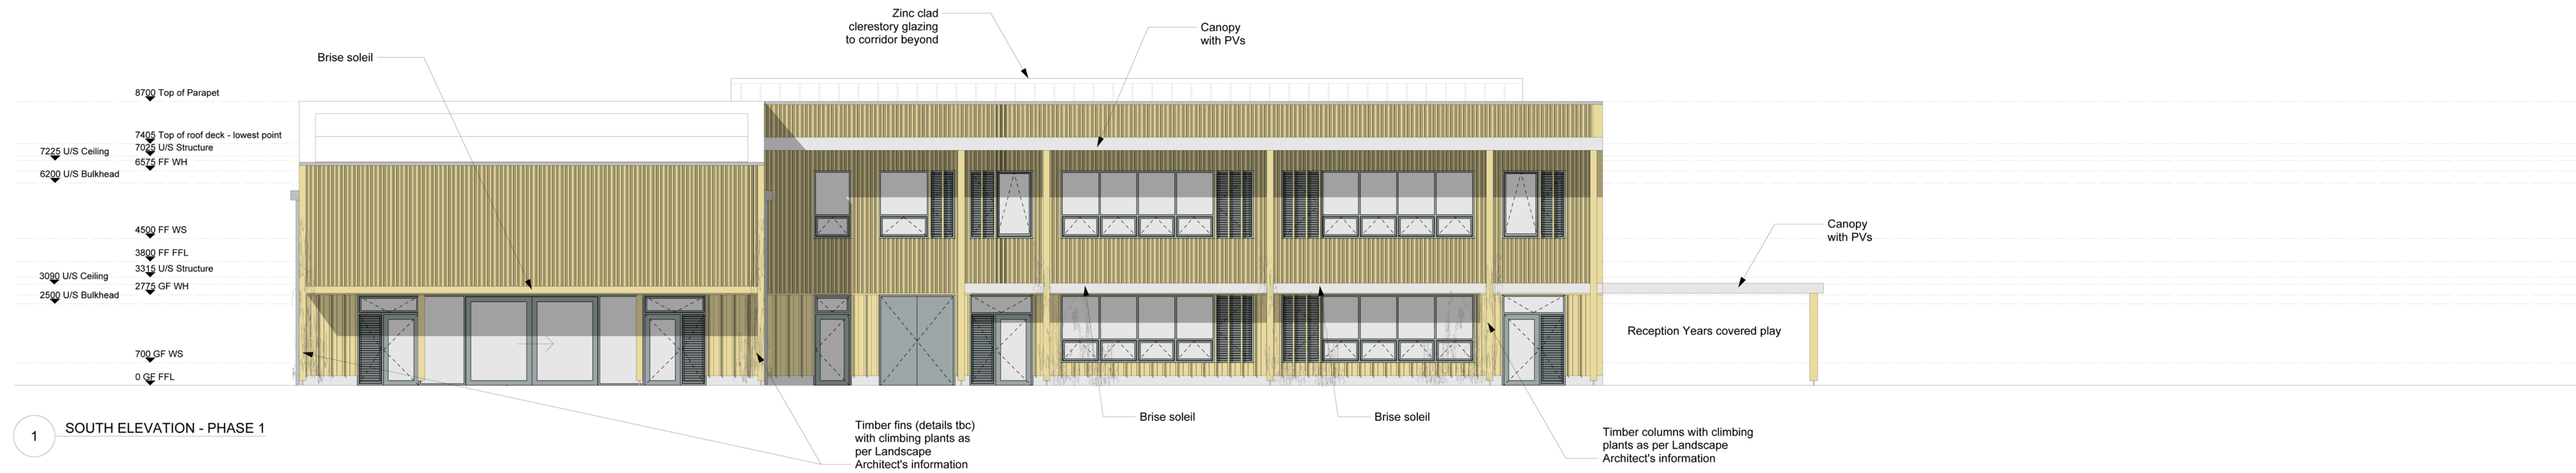 Zinc clad
clerestory glazing
to corridor beyond
Canopy
with PVs
Brise soleil
8700 Top of Parapet
7405 Top of roof deck - lowest point
7025 U/S Structure
7225 U/S Ceiling
6575 FF WH
6200 U/S Bulkhead
4500 FF WS
3800 FF FFL
3315 U/S Structure
3090 U/S Ceiling
2775 GF WH
2500 U/S Bulkhead
700 GF WS
0 GF FFL
Canopy
with PVs
Reception Years covered play
Brise soleil
Brise soleil
Timber fins (details tbc)
with climbing plants as
per Landscape
Architect's information
Timber columns with climbing
plants as per Landscape
Architect's information
1 SOUTH ELEVATION - PHASE 1